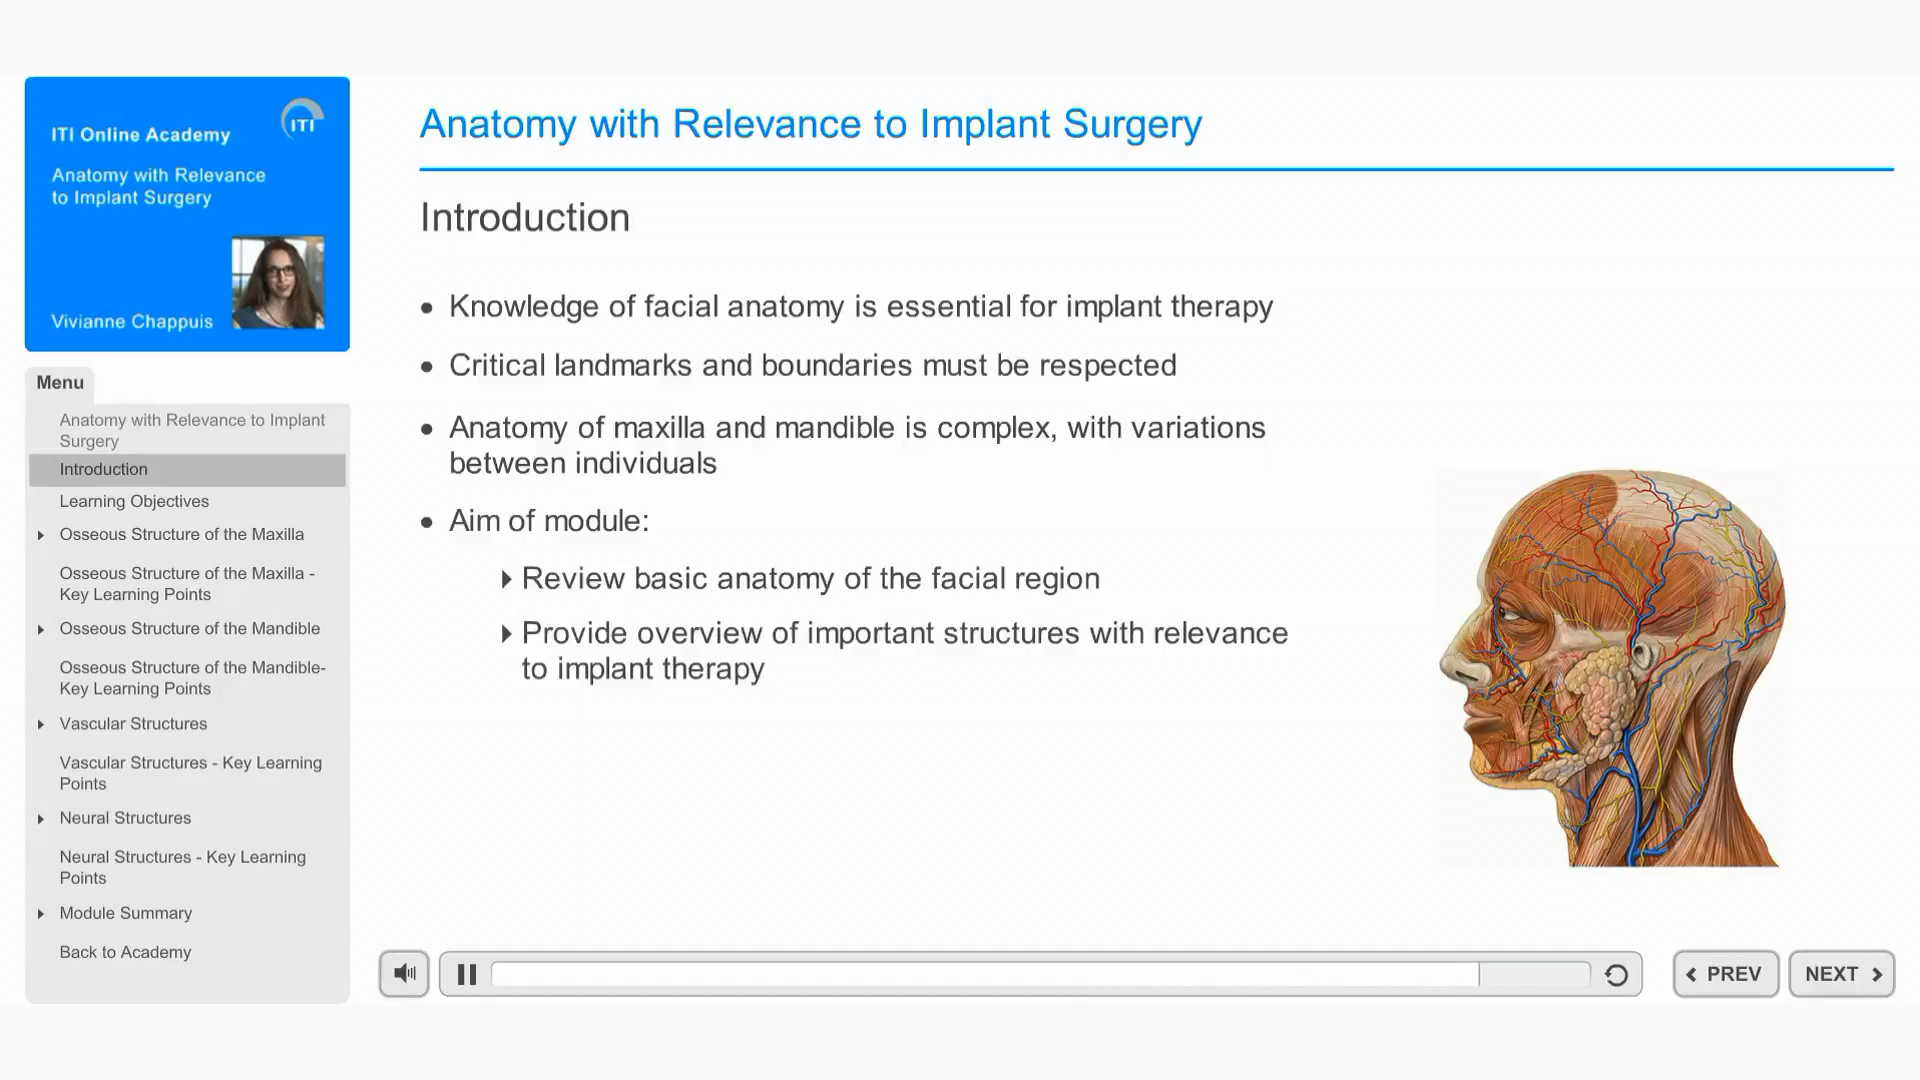 ITI Online Academy
ITI
Anatomy with Relevance
to Implant Surgery
Vivianne Chappuis
Menu
Anatomy with Relevance to Implant
Surgery
Introduction
Learning Objectives
Osseous Structure of the Maxilla
Osseous Structure of the Maxilla -
Key Learning Points
Osseous Structure of the Mandible
Osseous Structure of the Mandible-
Key Learning Points
Vascular Structures
Vascular Structures - Key Learning
Points
Neural Structures
Neural Structures - Key Learning
Points
Module Summary
Back to Academy
Anatomy with Relevance to Implant Surgery
Introduction
• Knowledge of facial anatomy is essential for implant therapy
• Critical landmarks and boundaries must be respected
• Anatomy of maxilla and mandible is complex, with variations
between individuals
• Aim of module:
Review basic anatomy of the facial region
Provide overview of important structures with relevance
to implant therapy
PREV
NEXT